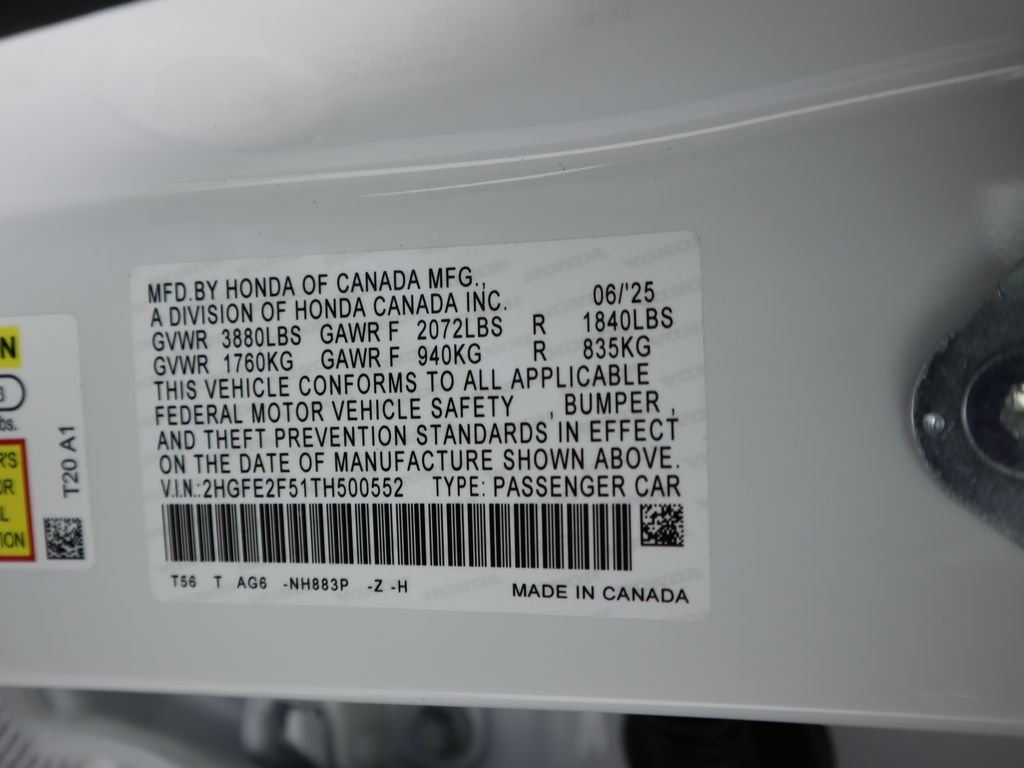 MFD.BY HONDA OF CANADA MFG.,
A DIVISION OF HONDA CANADA INC. 06/'25
GVWR 3880LBS GAWR F 2072LBS R 1840LBS
GVWR 1760KG GAWR F 940KG R 835KG
THIS VEHICLE CONFORMS TO ALL APPLICABLE
FEDERAL MOTOR VEHICLE SAFETY , BUMPER ,
AND THEFT PREVENTION STANDARDS IN EFFECT
ON THE DATE OF MANUFACTURE SHOWN ABOVE.
V.I.N.:2HGFE2F51TH500552 TYPE: PASSENGER CAR
T56 T AG6 -NH883P -Z -H
MADE IN CANADA
T20 A1